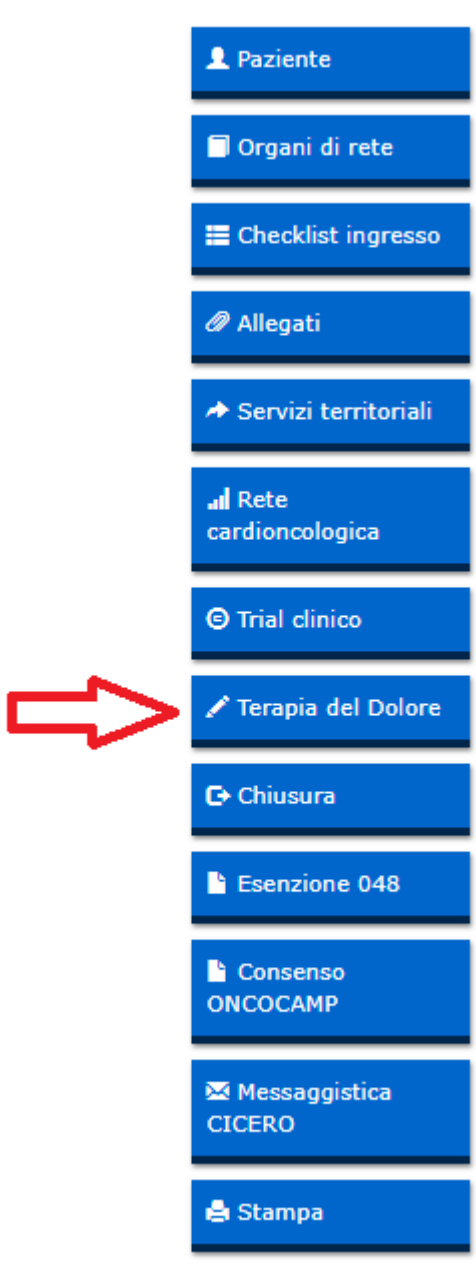 Paziente
Organi di rete
Checklist ingresso
Allegati
Servizi territoriali
Rete
cardioncologica
Trial clinico
Terapia del Dolore
Chiusura
Esenzione 048
Consenso
ONCOCAMP
Messaggistica
CICERO
Stampa